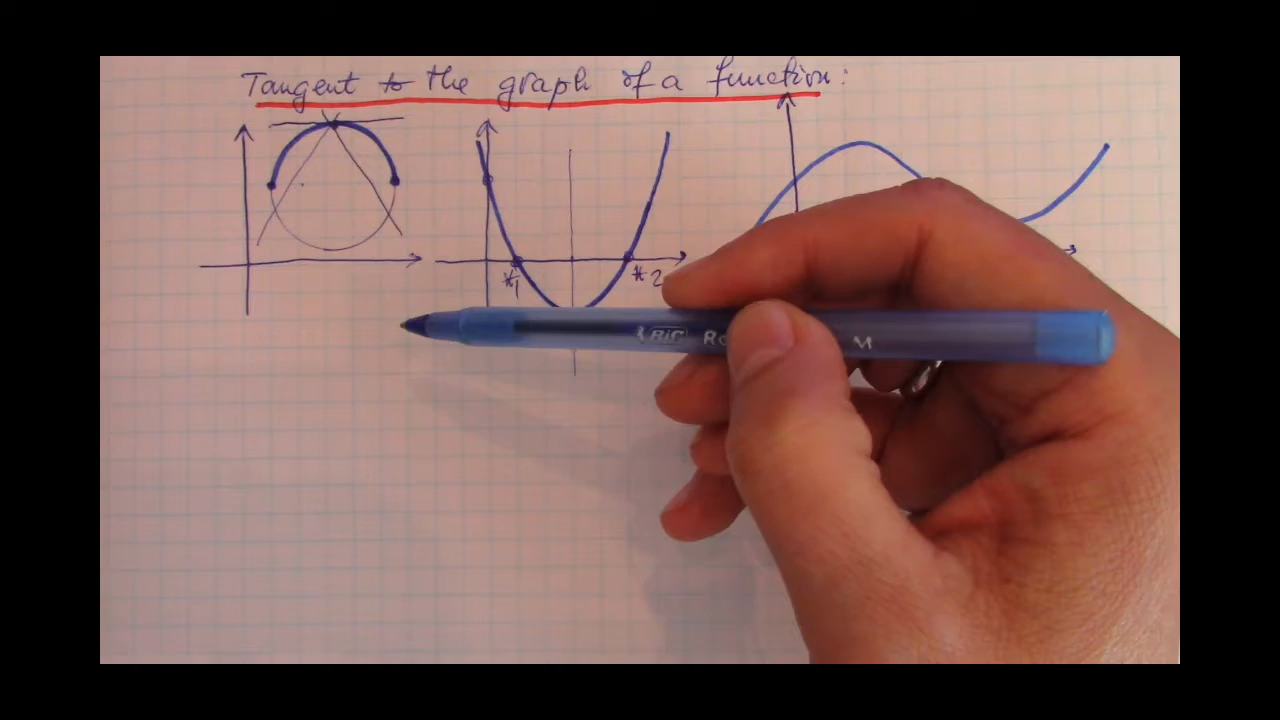 Tangent to the graph of a function:
x1
x2
BIC
M